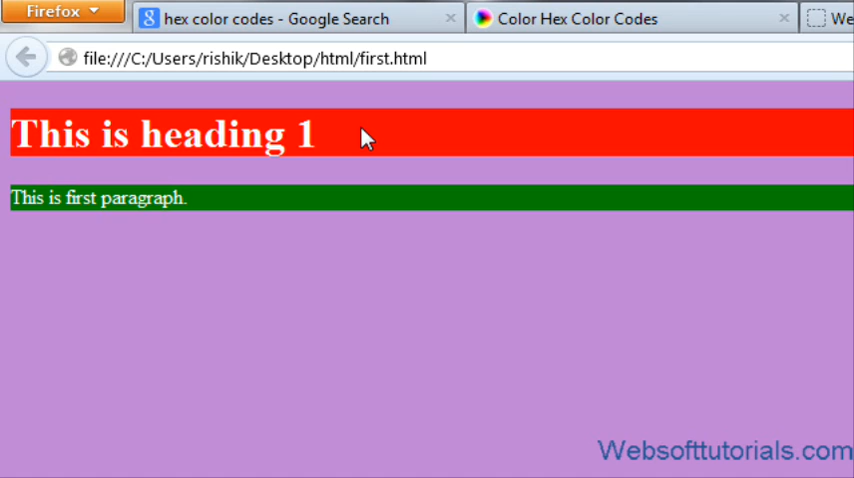 Firefox
hex color codes - Google Search
Color Hex Color Codes
We
file:///C:/Users/rishik/Desktop/html/first.html
This is heading 1
This is first paragraph.
Websofttutorials.com